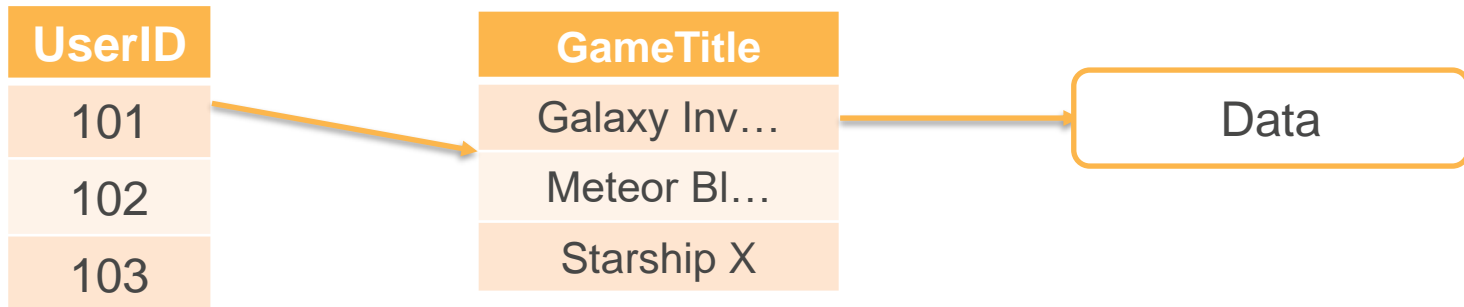 UserID
101
102
103
GameTitle
Galaxy Inv…
Meteor Bl…
Starship X
Data